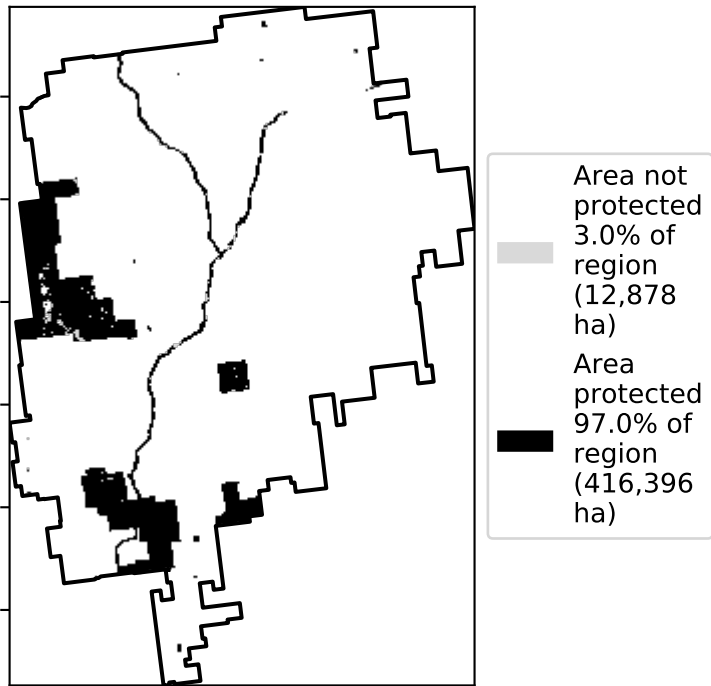 Area not
protected
3.0% of
region
(12,878
ha)
Area
protected
97.0% of
region
(416,396
ha)